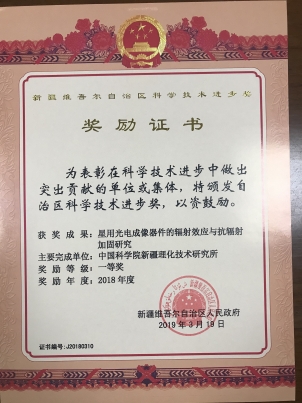 新疆维吾尔自治区科学技术进步奖
奖励证书
为表彰在科学技术进步中做出
突出贡献的单位或集体，特颁发自
治区科学技术进步奖，以资鼓励。
获奖成果：星用光电成像器件的辐射效应与抗辐射
加固研究
主要完成单位：中国科学院新疆理化技术研究所
奖励等级：一等奖
奖励年度：2018年度
新疆维吾尔自治区人民政府
2019年3月19日
证书编号:J20180310